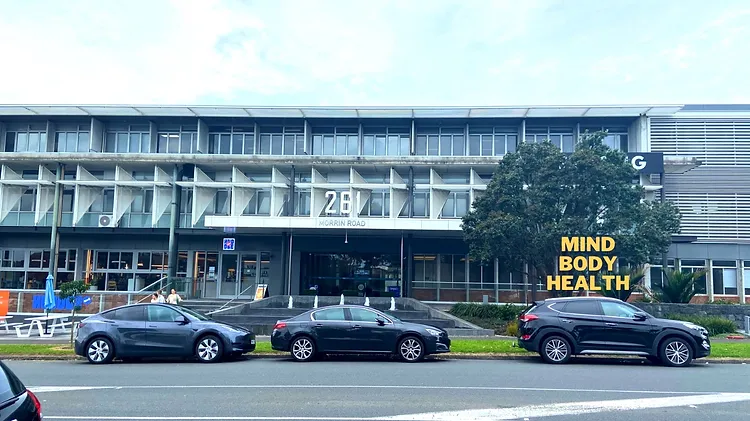 28
MORRIN ROAD
G
MIND
BODY
HEALTH